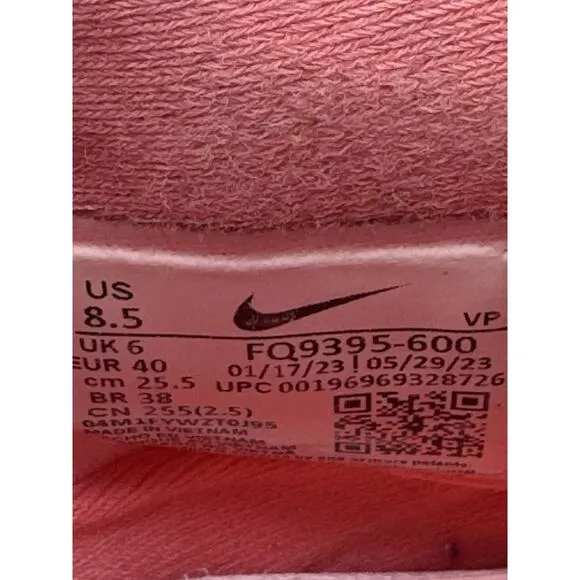 US
8.5
VP
UK 6
FQ9395-600
EUR 40
01/17/23 | 05/29/23
cm 25.5
UPC 00196969328726
BR 38
CN 255(2.5)
MADE IN VIETNAM
VIETNAM